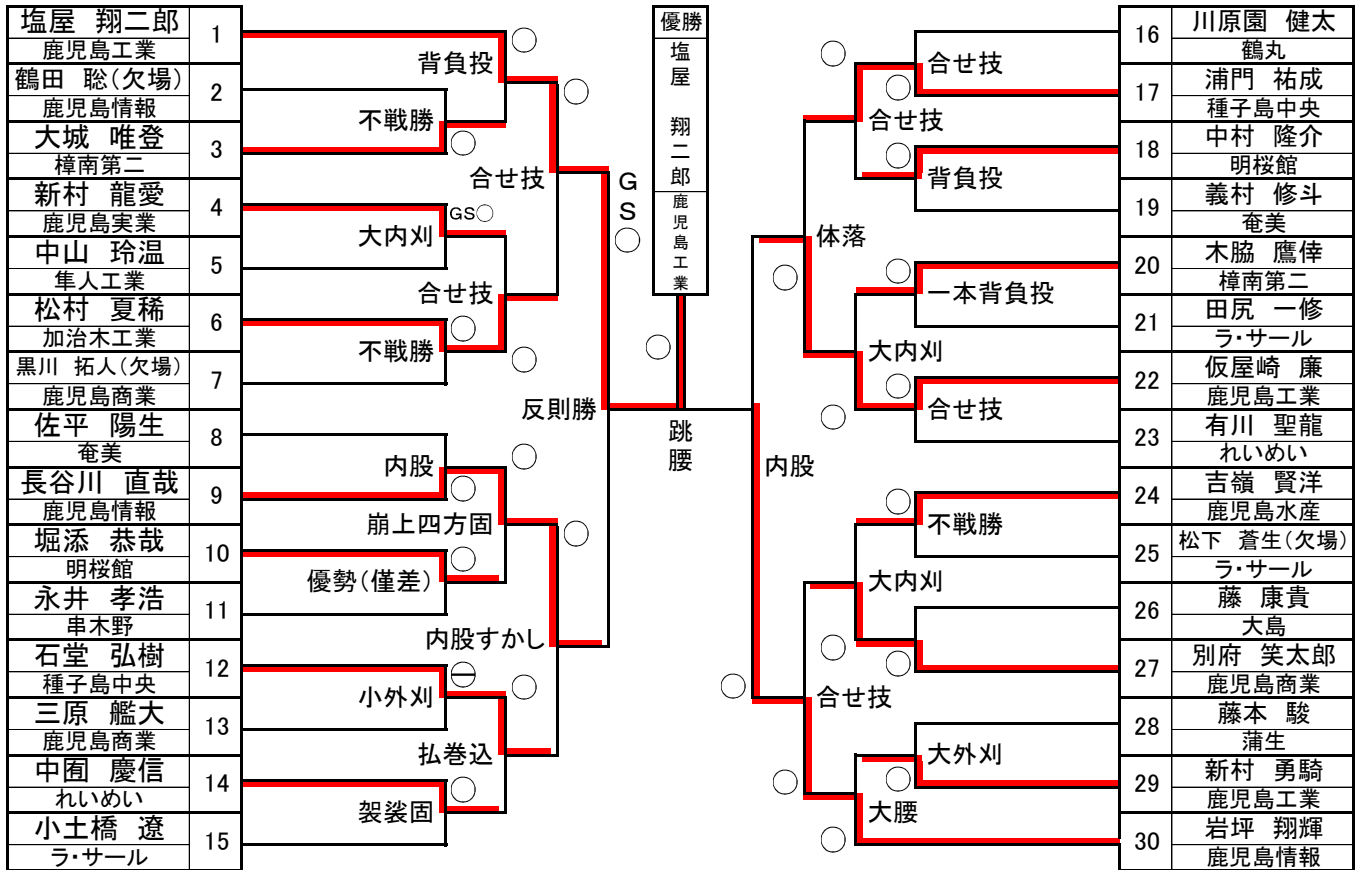 塩屋 翔二郎
鹿児島工業
1
鶴田 聡(欠場)
鹿児島情報
2
大城 唯登
樟南第二
3
新村 龍愛
鹿児島実業
4
中山 玲温
隼人工業
5
松村 夏稀
加治木工業
6
黒川 拓人(欠場)
鹿児島商業
7
佐平 陽生
奄美
8
長谷川 直哉
鹿児島情報
9
堀添 恭哉
明桜館
10
永井 孝浩
串木野
11
石堂 弘樹
種子島中央
12
三原 艦大
鹿児島商業
13
中囿 慶信
れいめい
14
小土橋 遼
ラ・サール
15
背負投
不戦勝
合せ技
GS
大内刈
合せ技
不戦勝
反則勝
内股
崩上四方固
優勢(僅差)
内股すかし
小外刈
払巻込
袈裟固
GS
優勝
塩屋 翔二郎
鹿児島工業
跳腰
合せ技
合せ技
背負投
体落
一本背負投
大内刈
合せ技
内股
不戦勝
大内刈
合せ技
大外刈
大腰
16
川原園 健太
鶴丸
17
浦門 祐成
種子島中央
18
中村 隆介
明桜館
19
義村 修斗
奄美
20
木脇 鷹倖
樟南第二
21
田尻 一修
ラ・サール
22
仮屋崎 廉
鹿児島工業
23
有川 聖龍
れいめい
24
吉嶺 賢洋
鹿児島水産
25
松下 蒼生(欠場)
ラ・サール
26
藤 康貴
大島
27
別府 笑太郎
鹿児島商業
28
藤本 駿
蒲生
29
新村 勇騎
鹿児島工業
30
岩坪 翔輝
鹿児島情報